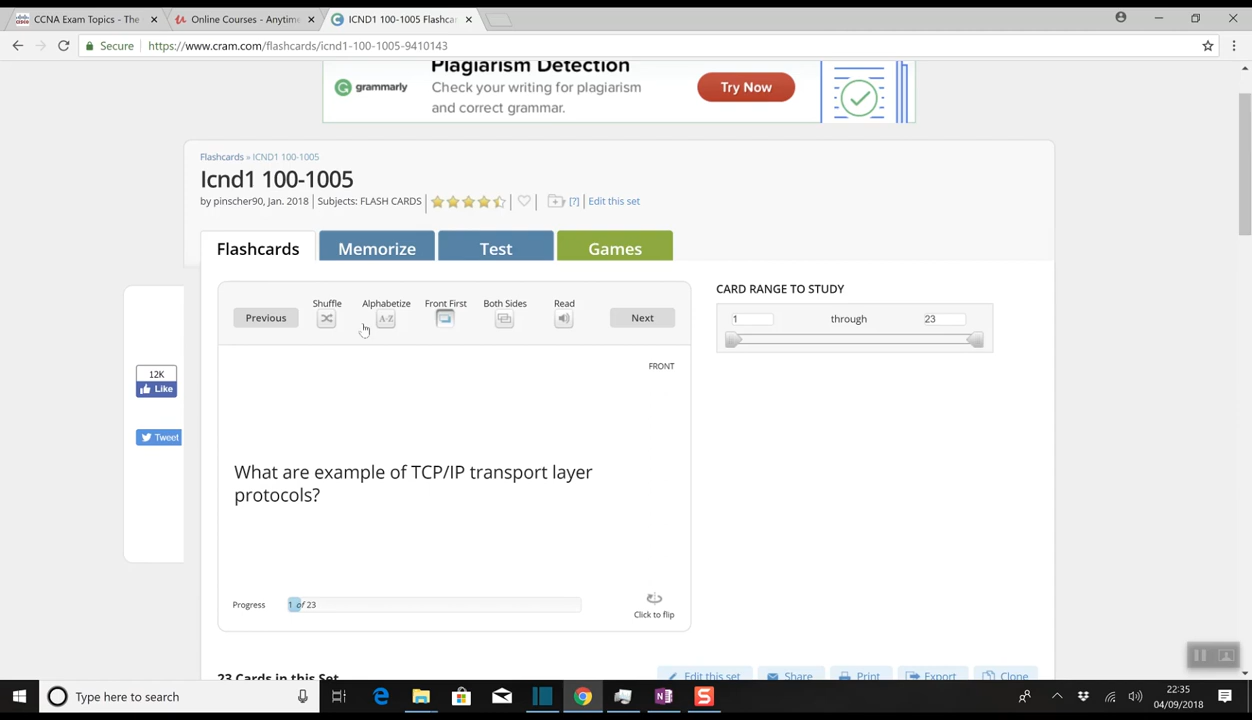 CCNA Exam Topics - The
Online Courses - Anytime
ICND1 100-1005 Flashcar
Secure
https://www.cram.com/flashcards/icnd1-100-1005-9410143
grammarly
Plagiarism Detection
Check your writing for plagiarism
and correct grammar.
Try Now
Flashcards » ICND1 100-1005
Icnd1 100-1005
by pinscher90, Jan. 2018 | Subjects: FLASH CARDS
[?]
Edit this set
Flashcards
Memorize
Test
Games
Previous
Shuffle
Alphabetize
A-Z
Front First
Both Sides
Read
Next
CARD RANGE TO STUDY
1
through
23
FRONT
12K
Like
Tweet
What are example of TCP/IP transport layer
protocols?
Progress
1 of 23
Click to flip
23 Cards in this Set
Edit this set
Share
Print
Export
Clone
Type here to search
22:35
04/09/2018